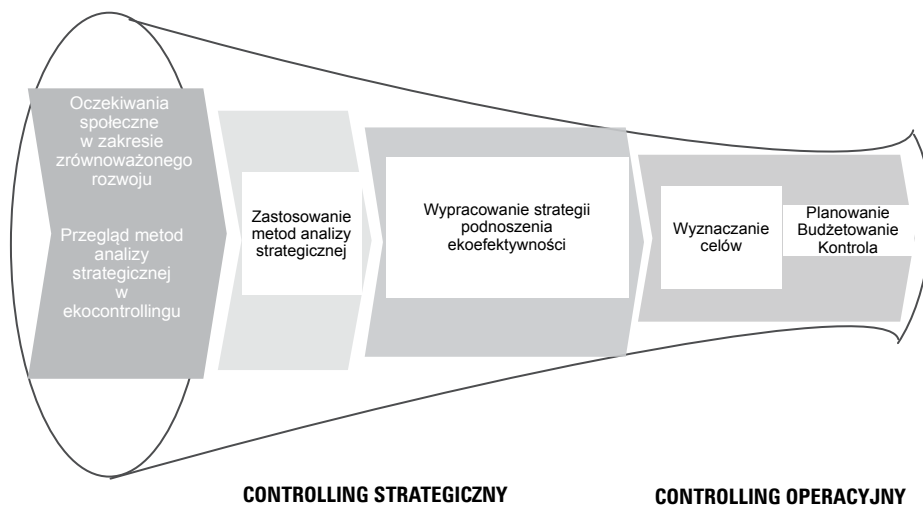 Oczekiwania
społeczne
w zakresie
zrównoważonego
rozwoju
Przegląd metod
analizy
strategicznej
w
ekocontrollingu
Zastosowanie
metod analizy
strategicznej
Wypracowanie strategii
podnoszenia
ekoefektywności
Wyznaczanie
celów
Planowanie
Budżetowanie
Kontrola
CONTROLLING STRATEGICZNY
CONTROLLING OPERACYJNY